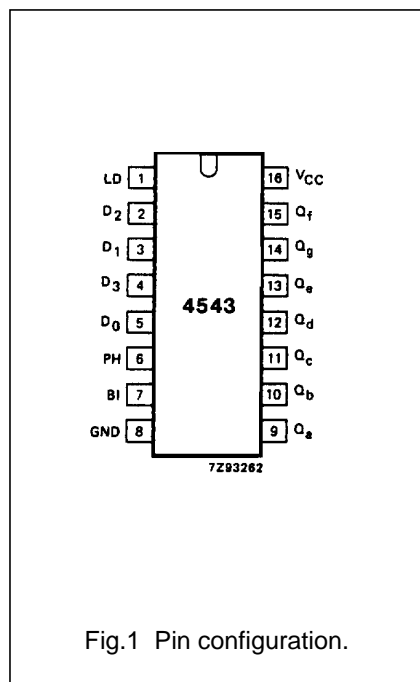 LD 1 16 VCC
D2 2 15 Qf
D1 3 14 Qg
D3 4 13 Qe
4543
D0 5 12 Qd
PH 6 11 Qc
BI 7 10 Qb
GND 8 9 Qa
7Z93262
Fig.1 Pin configuration.